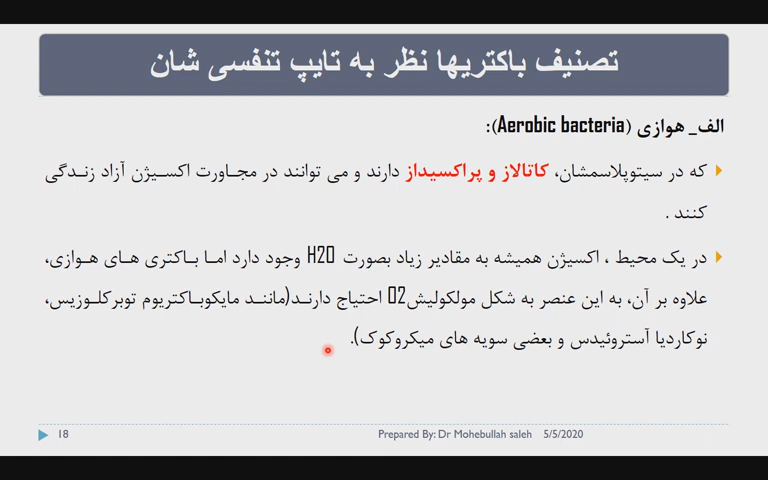 تصنیف باکتریها نظر به تایپ تنفسی شان
الف_ هوازی (Aerobic bacteria):
که در سیتوپلاسمشان، کاتالاز و پراکسیداز دارند و می توانند در مجاورت اکسیژن آزاد زندگی
کنند .
در یک محیط ، اکسیژن همیشه به مقادیر زیاد بصورت H2O وجود دارد اما باکتری های هوازی،
علاوه بر آن، به این عنصر به شکل مولکولیش O2 احتیاج دارند(مانند مایکوباکتریوم توبرکلوزیس،
نوکاردیا آستروئیدس و بعضی سویه های میکروکوک).
18 Prepared By: Dr Mohebullah saleh 5/5/2020